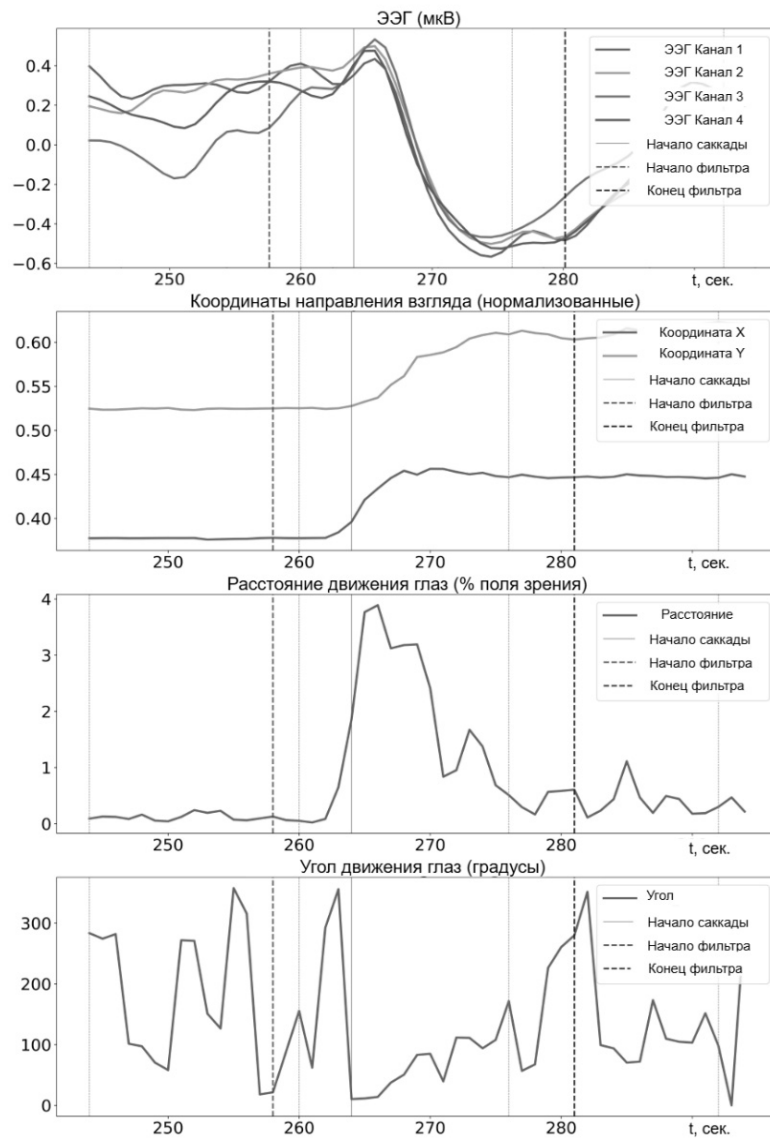 ЭЭГ (мкВ)
0.4
0.2
0.0
−0.2
−0.4
−0.6
ЭЭГ Канал 1
ЭЭГ Канал 2
ЭЭГ Канал 3
ЭЭГ Канал 4
Начало саккады
Начало фильтра
Конец фильтра
250 260 270 280 t, сек.
Координаты направления взгляда (нормализованные)
0.60
0.55
0.50
0.45
0.40
Координата X
Координата Y
Начало саккады
Начало фильтра
Конец фильтра
250 260 270 280 t, сек.
Расстояние движения глаз (% поля зрения)
4
3
2
1
0
Расстояние
Начало саккады
Начало фильтра
Конец фильтра
250 260 270 280 t, сек.
Угол движения глаз (градусы)
300
200
100
0
Угол
Начало саккады
Начало фильтра
Конец фильтра
250 260 270 280 t, сек.